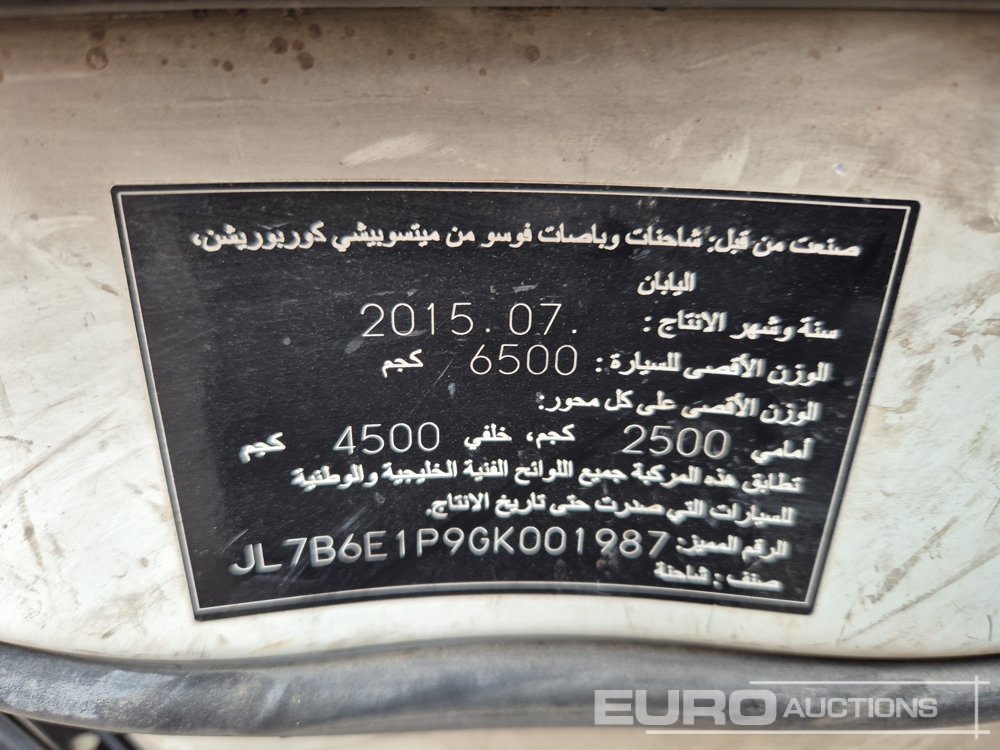 صنعت من قبل: شاحنات وباصات فوسو من ميتسوبيشي كوربوريشن،
اليابان
سنة وشهر الانتاج : 2015.07.
الوزن الأقصى للسيارة : 6500 كجم
الوزن الأقصى على كل محور:
أمامي 2500 كجم، خلفي 4500 كجم
تطابق هذه المركبة جميع اللوائح الفنية الخليجية والوطنية
للسيارات التي صدرت حتى تاريخ الانتاج.
الرقم المميز: JL7B6E1P9GK001987
صنف : شاحنة
EURO AUCTIONS